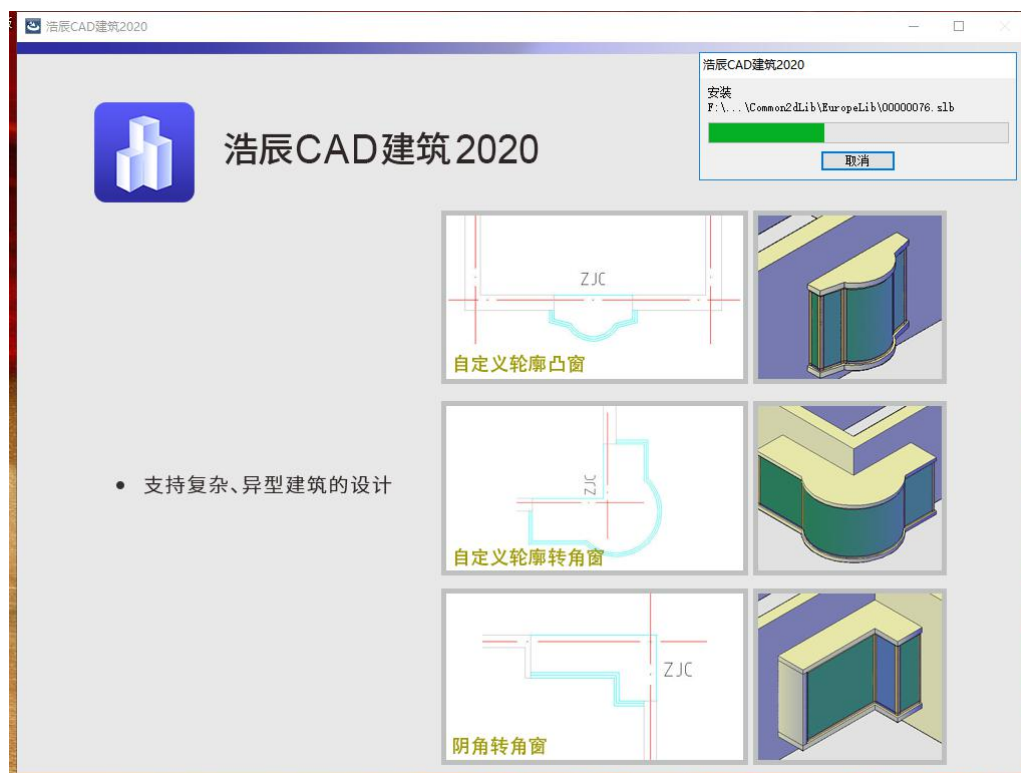 浩辰CAD建筑2020
浩辰CAD建筑2020
安装
F:\...\Common2dLib\EuropeLib\00000076.slb
取消
浩辰CAD建筑2020
ZJC
自定义轮廓凸窗
• 支持复杂、异型建筑的设计
ZJC
自定义轮廓转角窗
ZJC
阴角转角窗